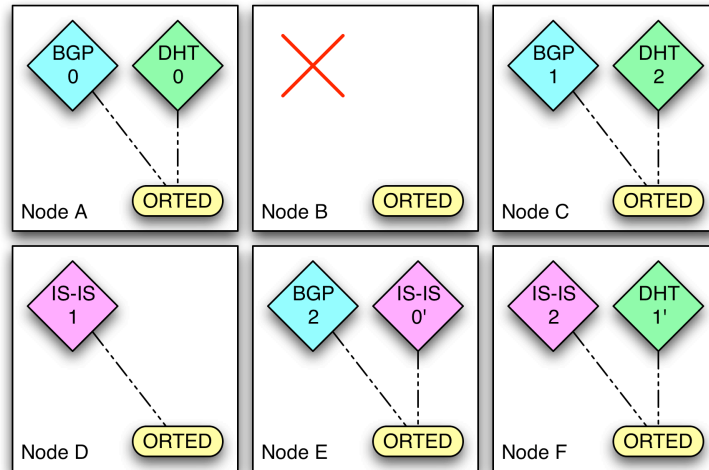 BGP
0
DHT
0
ORTED
Node A
ORTED
Node B
BGP
1
DHT
2
ORTED
Node C
IS-IS
1
ORTED
Node D
BGP
2
IS-IS
0'
ORTED
Node E
IS-IS
2
DHT
1'
ORTED
Node F